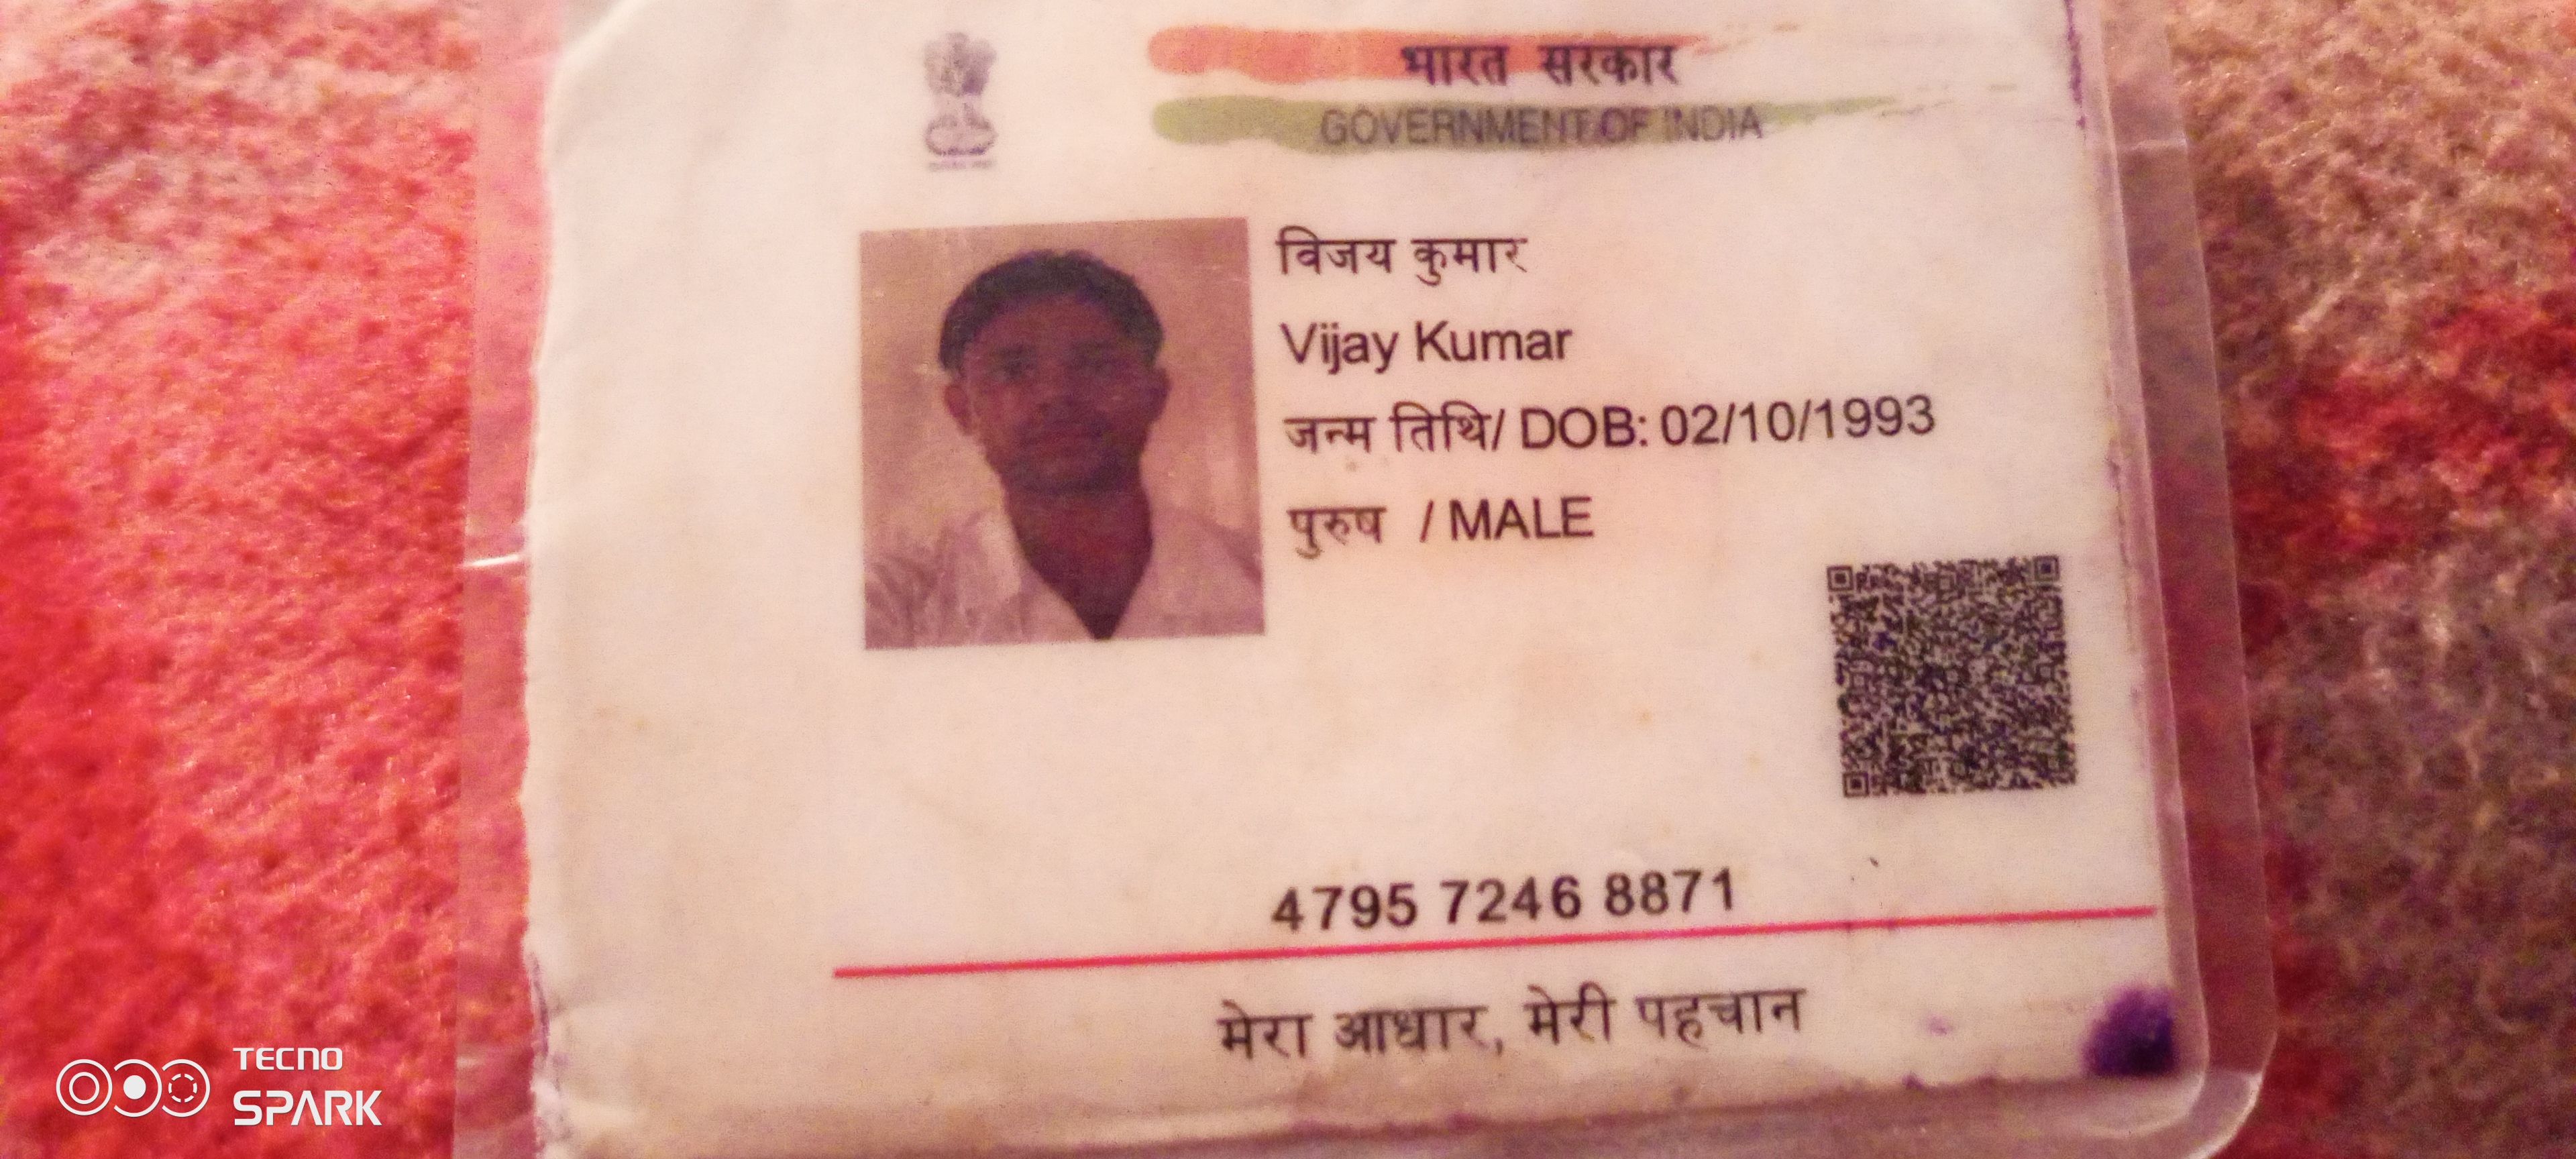 भारत सरकार
GOVERNMENT OF INDIA
विजय कुमार
Vijay Kumar
जन्म तिथि/ DOB: 02/10/1993
पुरुष / MALE
4795 7246 8871
मेरा आधार, मेरी पहचान
TECNO
SPARK